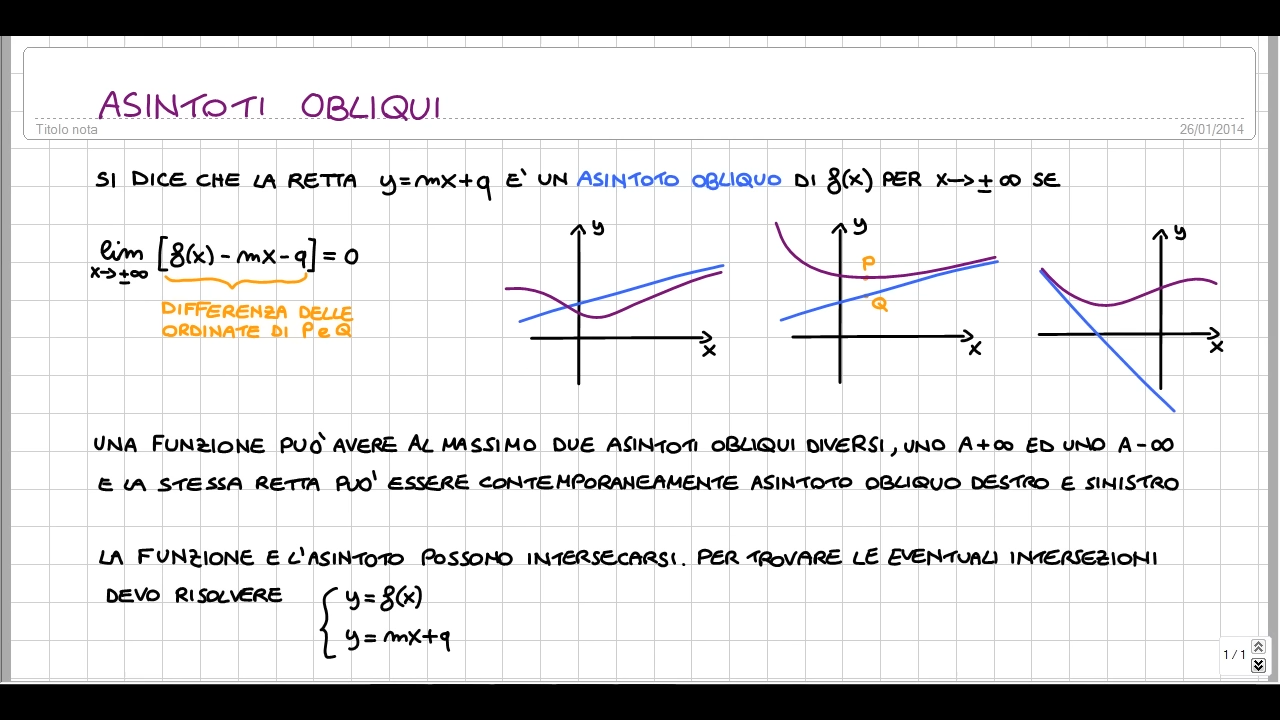 ASINTOTI OBLIQUI
Titolo nota
26/01/2014
SI DICE CHE LA RETTA y=mx+q E' UN ASINTOTO OBLIQUO DI f(x) PER x→±∞ SE
lim [f(x)-mx-q]=0
x→±∞
DIFFERENZA DELLE
ORDINATE DI P e Q
y
x
y
P
Q
x
y
x
UNA FUNZIONE PUO' AVERE AL MASSIMO DUE ASINTOTI OBLIQUI DIVERSI, UNO A+∞ ED UNO A-∞
E LA STESSA RETTA PUO' ESSERE CONTEMPORANEAMENTE ASINTOTO OBLIQUO DESTRO E SINISTRO
LA FUNZIONE E L'ASINTOTO POSSONO INTERSECARSI. PER TROVARE LE EVENTUALI INTERSEZIONI
DEVO RISOLVERE { y=f(x)
y=mx+q
1 / 1